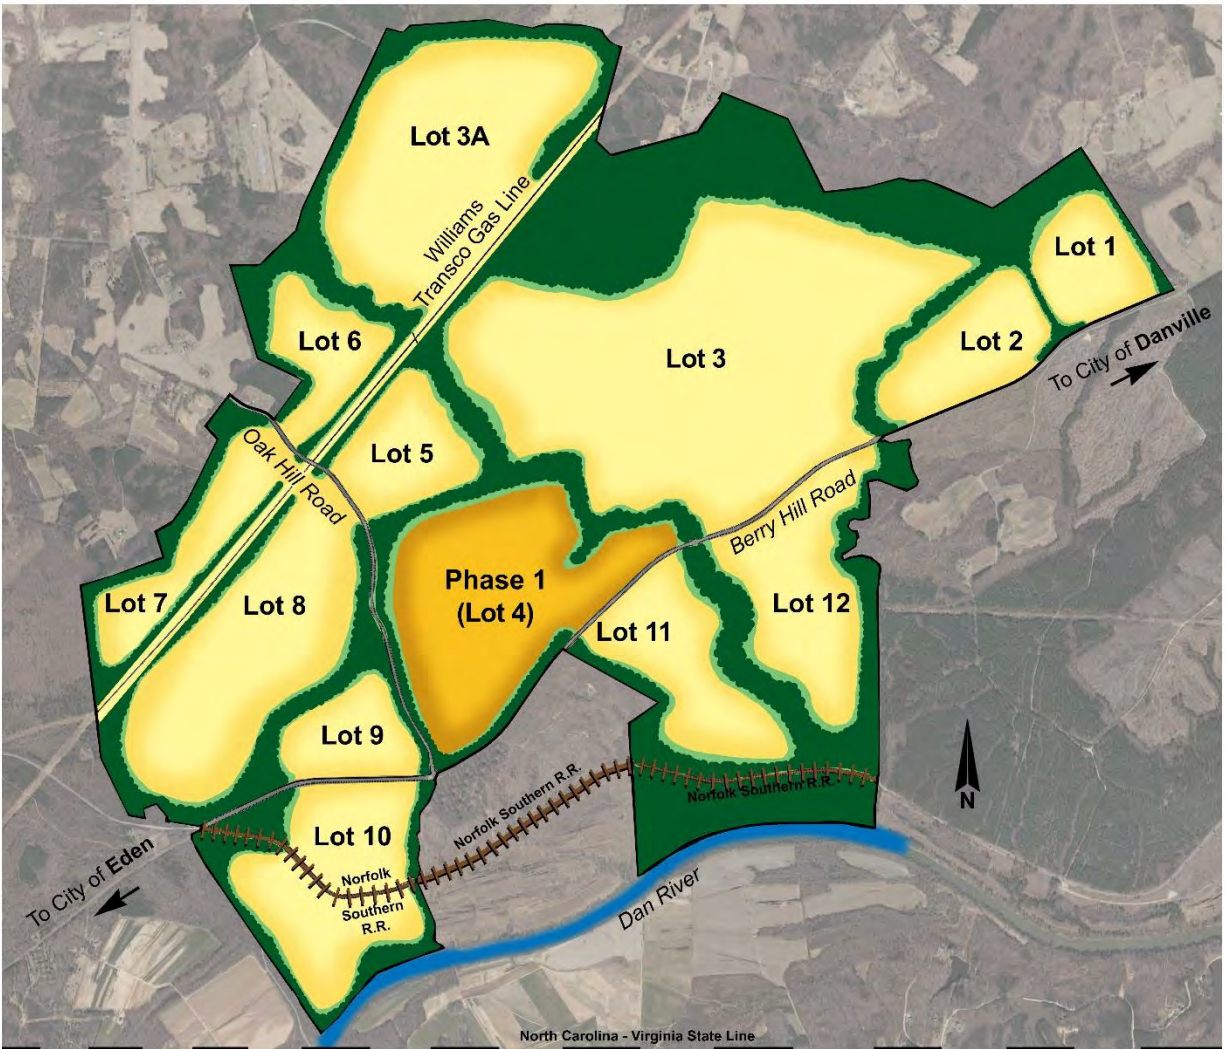 Lot 3A
Williams
Transco Gas Line
Lot 1
Lot 6
Lot 3
Lot 2
To City of Danville
Lot 5
Oak Hill Road
Berry Hill Road
Phase 1
(Lot 4)
Lot 7
Lot 8
Lot 11
Lot 12
Lot 9
Norfolk Southern R.R.
Norfolk Southern R.R.
N
Lot 10
To City of Eden
Norfolk
Southern
R.R.
Dan River
North Carolina - Virginia State Line